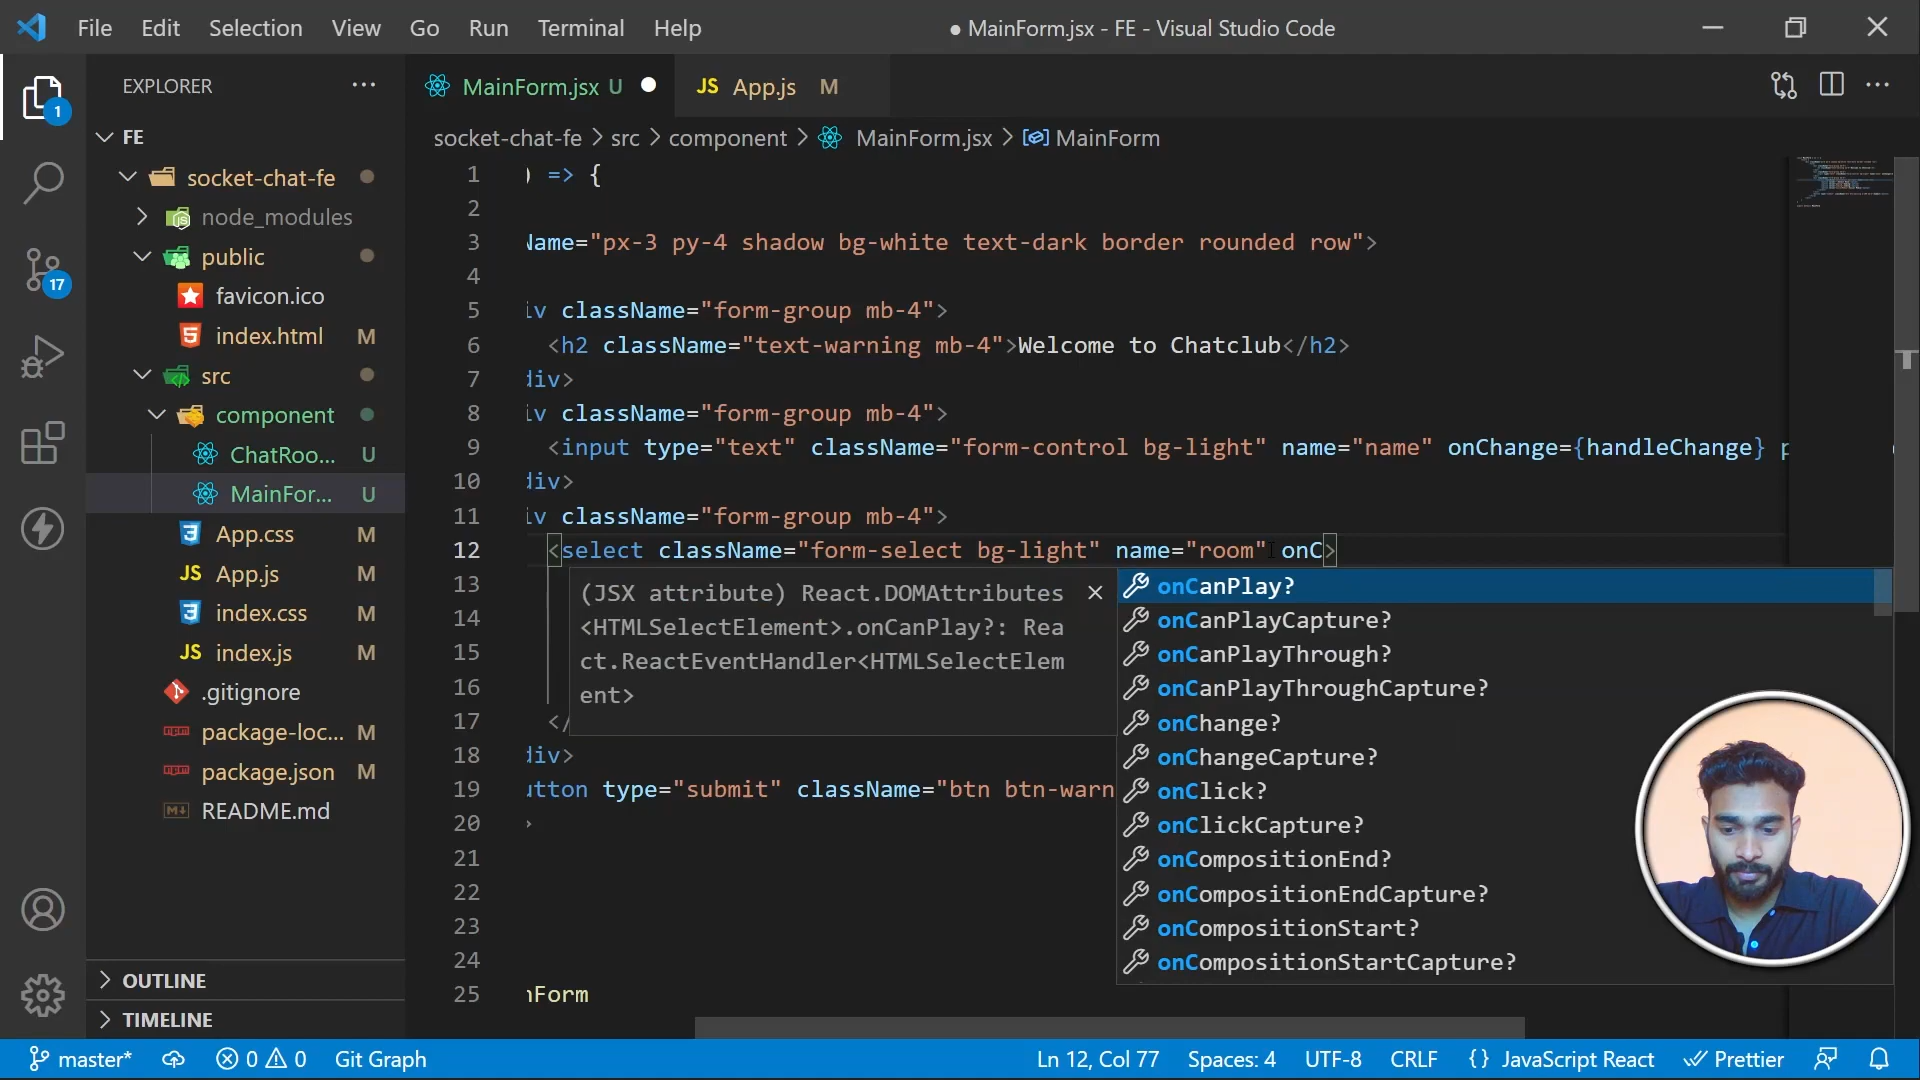 File Edit Selection View Go Run Terminal Help
● MainForm.jsx - FE - Visual Studio Code
EXPLORER
MainForm.jsx U
JS App.js M
socket-chat-fe > src > component > MainForm.jsx > MainForm
1
FE
17
socket-chat-fe
node_modules
public
favicon.ico
index.html M
src
component
ChatRoo... U
MainFor... U
App.css M
JS App.js M
index.css M
JS index.js M
.gitignore
package-loc... M
package.json M
README.md
OUTLINE
TIMELINE
1 ) => {
2
3 Name="px-3 py-4 shadow bg-white text-dark border rounded row">
4
5 iv className="form-group mb-4">
6 <h2 className="text-warning mb-4">Welcome to Chatclub</h2>
7 div>
8 iv className="form-group mb-4">
9 <input type="text" className="form-control bg-light" name="name" onChange={handleChange} p
10 div>
11 iv className="form-group mb-4">
12 <select className="form-select bg-light" name="room" onC>
13
14
15
16
17 </
18 div>
19 utton type="submit" className="btn btn-warn
20 >
21
22
23
24
25 nForm
(JSX attribute) React.DOMAttributes
<HTMLSelectElement>.onCanPlay?: Rea
ct.ReactEventHandler<HTMLSelectElem
ent>
onCanPlay?
onCanPlayCapture?
onCanPlayThrough?
onCanPlayThroughCapture?
onChange?
onChangeCapture?
onClick?
onClickCapture?
onCompositionEnd?
onCompositionEndCapture?
onCompositionStart?
onCompositionStartCapture?
master* 0 0 Git Graph
Ln 12, Col 77 Spaces: 4 UTF-8 CRLF {} JavaScript React Prettier